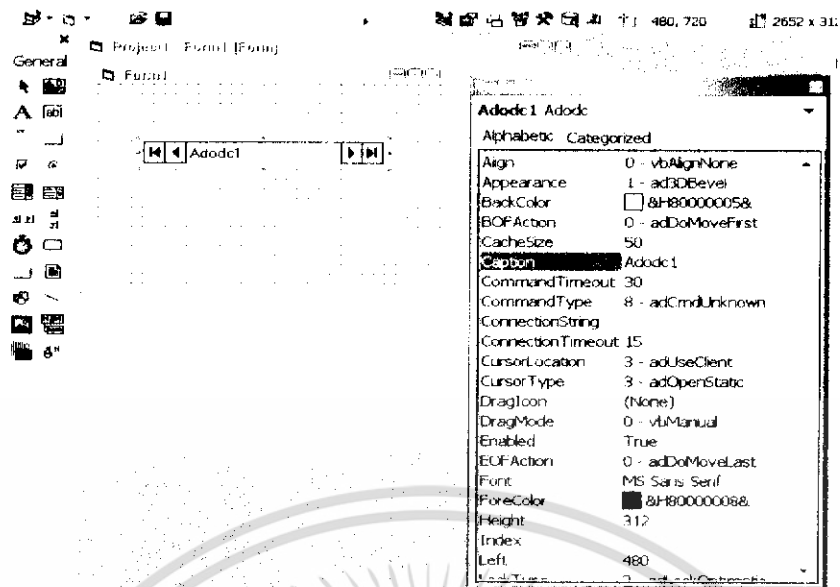 480, 720
2652 x 312
General
Project1 - Form1 (Form)
Form1
Adodc1
Adodc1 Adodc
Alphabetic Categorized
Align 0 - vbAlignNone
Appearance 1 - ad3DBevel
BackColor &H80000005&
BOFAction 0 - adDoMoveFirst
CacheSize 50
Caption Adodc1
CommandTimeout 30
CommandType 8 - adCmdUnknown
ConnectionString
ConnectionTimeout 15
CursorLocation 3 - adUseClient
CursorType 3 - adOpenStatic
DragIcon (None)
DragMode 0 - vbManual
Enabled True
EOFAction 0 - adDoMoveLast
Font MS Sans Serif
ForeColor &H80000008&
Height 312
Index
Left 480